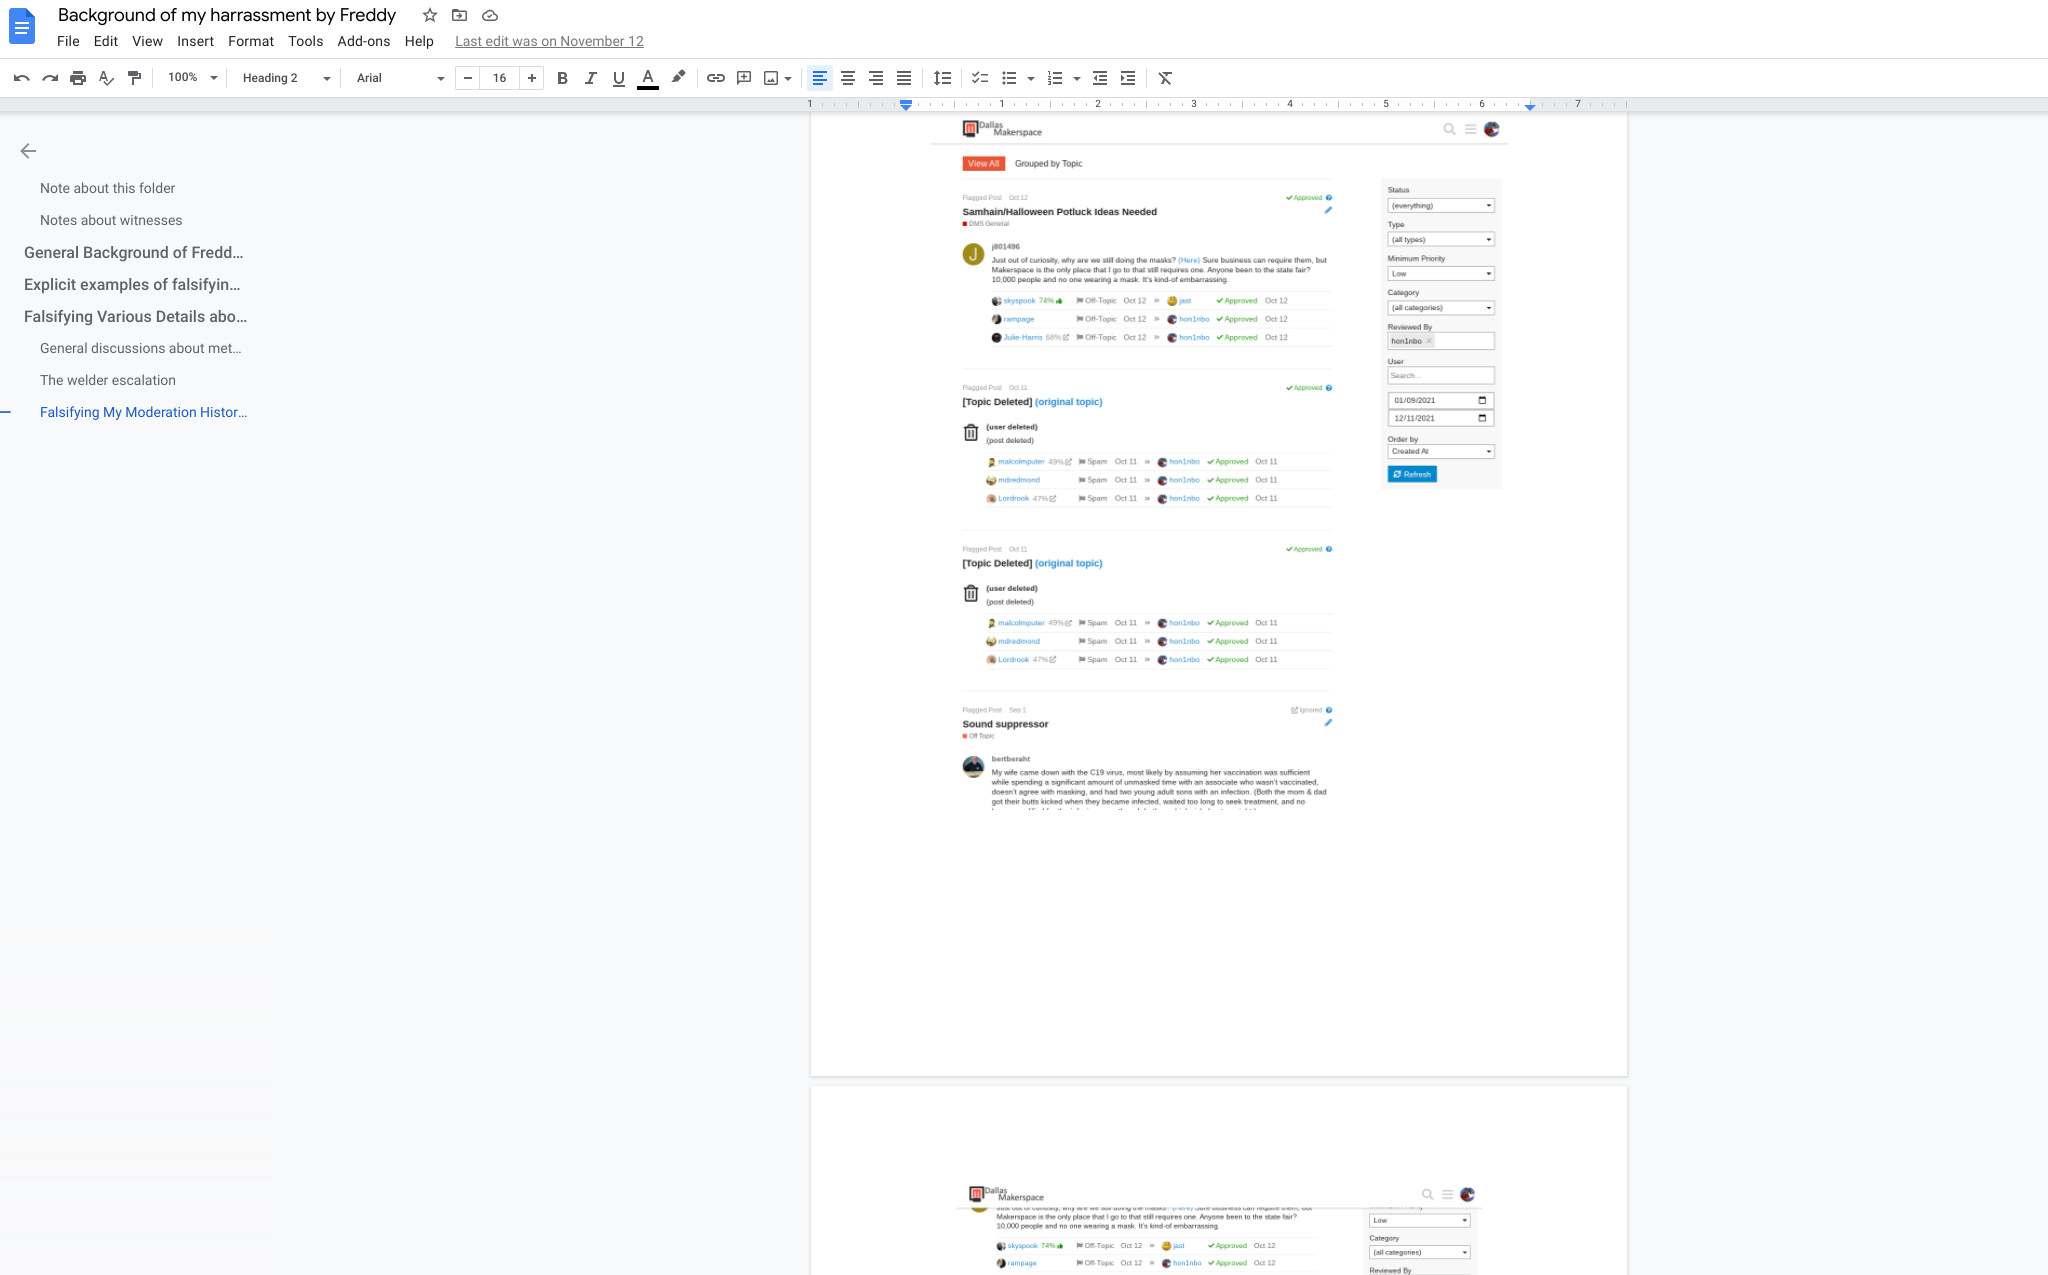 Background of my harrassment by Freddy
File Edit View Insert Format Tools Add-ons Help Last edit was on November 12
100% Heading 2 Arial 16
1 1 2 3 4 5 6 7
Note about this folder
Notes about witnesses
General Background of Fredd...
Explicit examples of falsifyin...
Falsifying Various Details abo...
General discussions about met...
The welder escalation
Falsifying My Moderation Histor...
Dallas
Makerspace
View All Grouped by Topic
Flagged Post Oct 12 Approved
Samhain/Halloween Potluck Ideas Needed
DMS General
J
j801496
Just out of curiosity, why are we still doing the masks? (Here) Sure business can require them, but
Makerspace is the only place that I go to that still requires one. Anyone been to the state fair?
10,000 people and no one wearing a mask. It's kind-of embarrassing.
skyspook 74% Off-Topic Oct 12 » jast Approved Oct 12
rampage Off-Topic Oct 12 » hon1nbo Approved Oct 12
Julie-Harris 68% Off-Topic Oct 12 » hon1nbo Approved Oct 12
Flagged Post Oct 11 Approved
[Topic Deleted] (original topic)
(user deleted)
(post deleted)
malcolmputer 49% Spam Oct 11 » hon1nbo Approved Oct 11
mdredmond Spam Oct 11 » hon1nbo Approved Oct 11
Lordrook 47% Spam Oct 11 » hon1nbo Approved Oct 11
Flagged Post Oct 11 Approved
[Topic Deleted] (original topic)
(user deleted)
(post deleted)
malcolmputer 49% Spam Oct 11 » hon1nbo Approved Oct 11
mdredmond Spam Oct 11 » hon1nbo Approved Oct 11
Lordrook 47% Spam Oct 11 » hon1nbo Approved Oct 11
Flagged Post Sep 1 Ignored
Sound suppressor
Off Topic
bertberaht
My wife came down with the C19 virus, most likely by assuming her vaccination was sufficient
while spending a significant amount of unmasked time with an associate who wasn't vaccinated,
doesn't agree with masking, and had two young adult sons with an infection. (Both the mom & dad
got their butts kicked when they became infected, waited too long to seek treatment, and no
Status
(everything)
Type
(all types)
Minimum Priority
Low
Category
(all categories)
Reviewed By
hon1nbo ×
User
Search...
01/09/2021
12/11/2021
Order by
Created At
Refresh
Dallas
Makerspace
Just out of curiosity, why are we still doing the masks? (Here) Sure business can require them, but
Makerspace is the only place that I go to that still requires one. Anyone been to the state fair?
10,000 people and no one wearing a mask. It's kind-of embarrassing.
skyspook 74% Off-Topic Oct 12 » jast Approved Oct 12
rampage Off-Topic Oct 12 » hon1nbo Approved Oct 12
Low
Category
(all categories)
Reviewed By